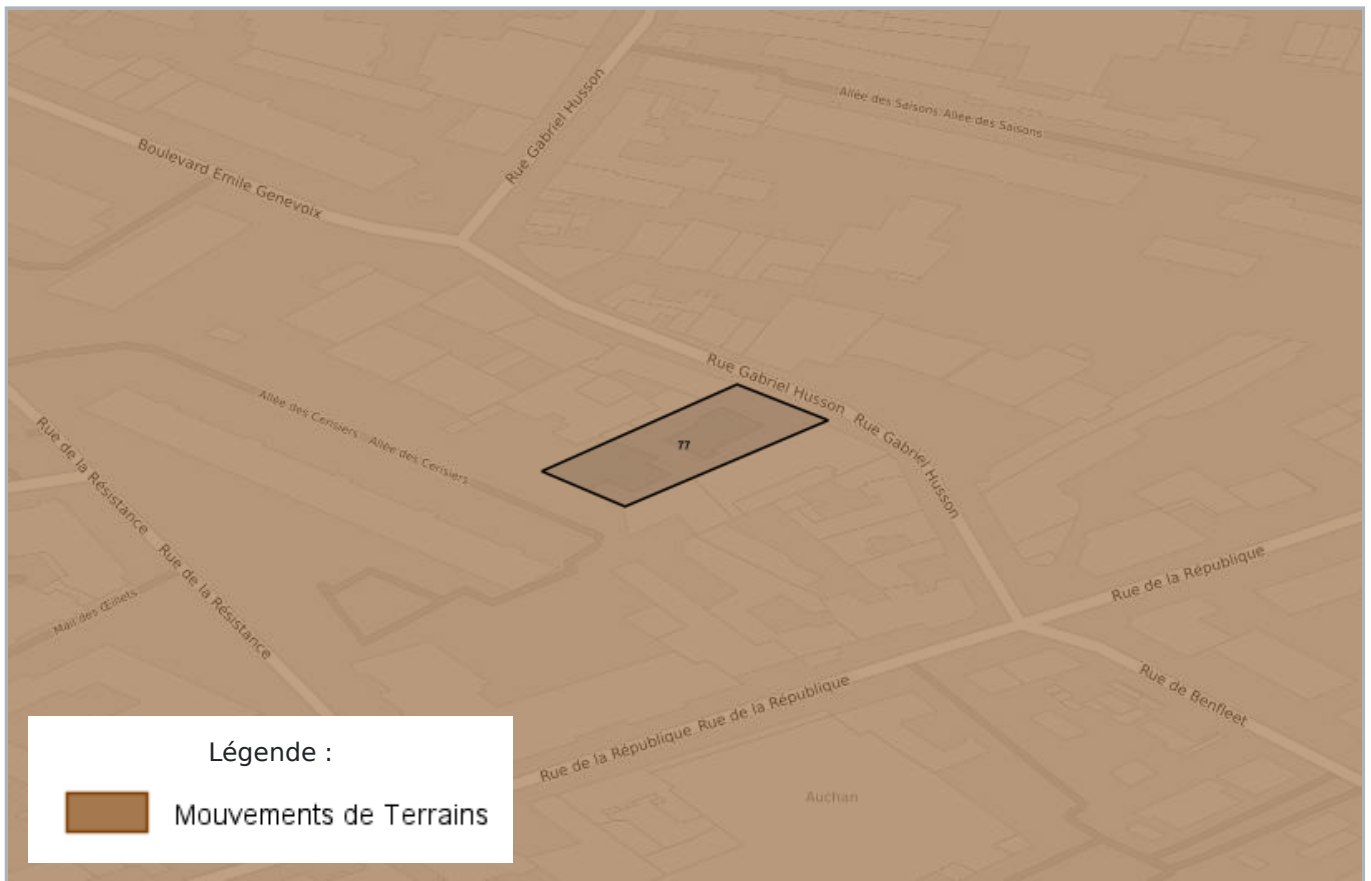 Rue Gabriel Husson
Allée des Saisons Allée des Saisons
Boulevard Emile Genevoix
Rue Gabriel Husson Rue Gabriel Husson
Allée des Cerisiers Allée des Cerisiers
77
Rue de la Résistance Rue de la Résistance
Rue de la République
Mail des Œillets
Rue de Benfleet
Rue de la République Rue de la République
Auchan
Légende :
Mouvements de Terrains